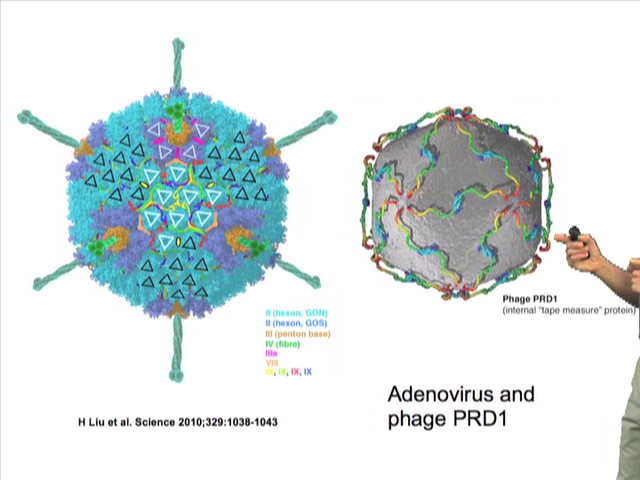 II (hexon, GON)
II (hexon, GOS)
III (penton base)
IV (fibre)
IIIa
VIII
IX, IX, IX, IX
Phage PRD1
(internal "tape measure" protein)
Adenovirus and
phage PRD1
H Liu et al. Science 2010;329:1038-1043